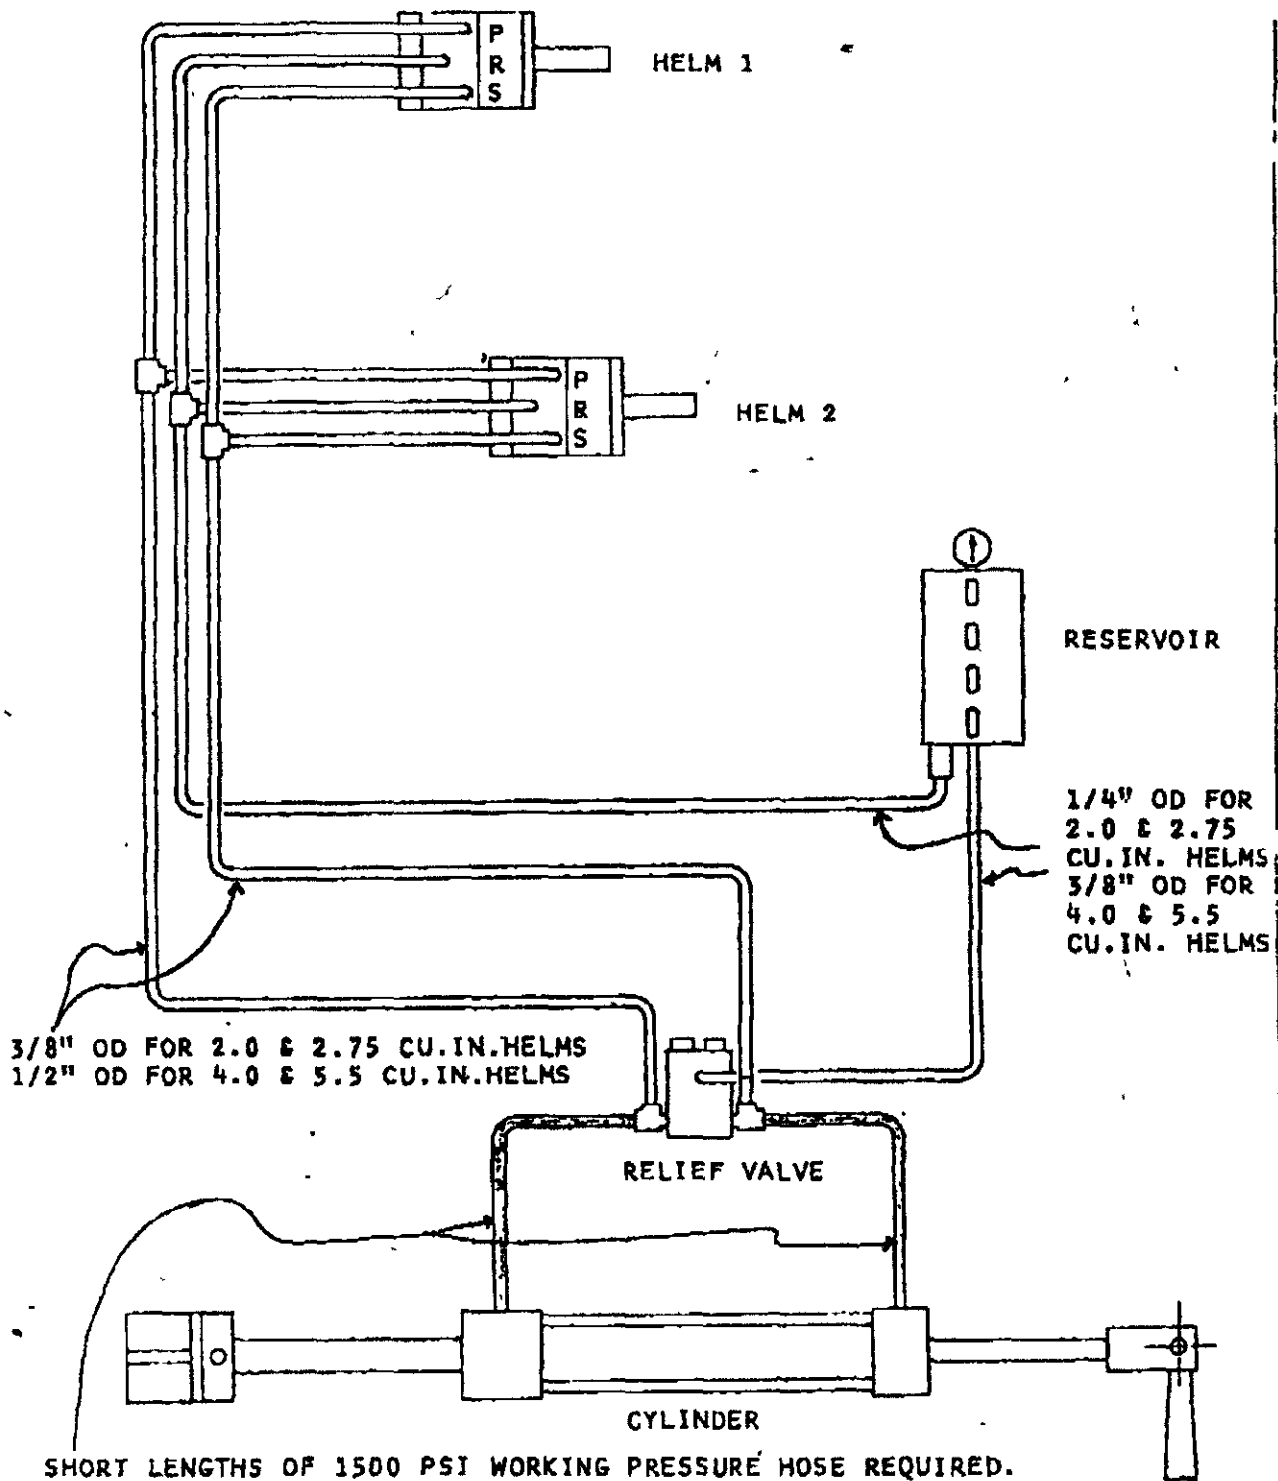 P
R
S
HELM 1
P
R
S
HELM 2
RESERVOIR
1/4" OD FOR
2.0 & 2.75
CU.IN. HELMS
3/8" OD FOR
4.0 & 5.5
CU.IN. HELMS
3/8" OD FOR 2.0 & 2.75 CU.IN.HELMS
1/2" OD FOR 4.0 & 5.5 CU.IN.HELMS
RELIEF VALVE
CYLINDER
SHORT LENGTHS OF 1500 PSI WORKING PRESSURE HOSE REQUIRED.